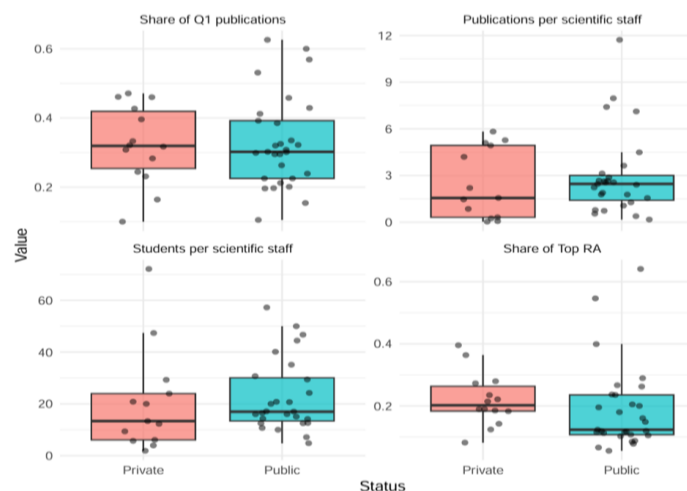 Share of Q1 publications
Publications per scientific staff
0.6
0.4
0.2
12
9
6
3
0
Value
Students per scientific staff
Share of Top RA
60
40
20
0
0.6
0.4
0.2
Private
Public
Private
Public
Status